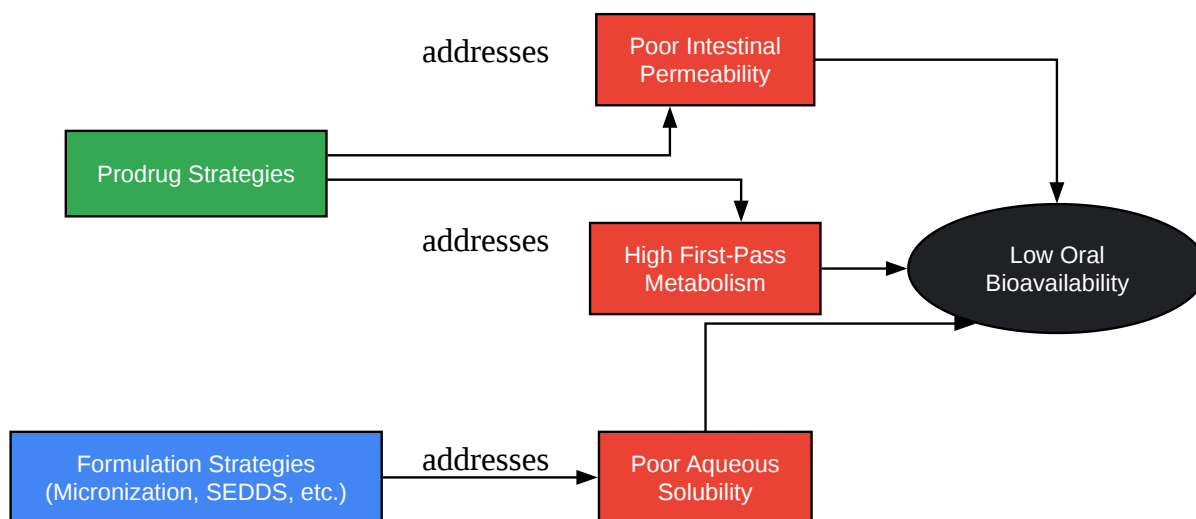 addresses
Poor Intestinal
Permeability
Prodrug Strategies
addresses
High First-Pass
Metabolism
Low Oral
Bioavailability
Formulation Strategies
(Micronization, SEDDS, etc.)
addresses
Poor Aqueous
Solubility